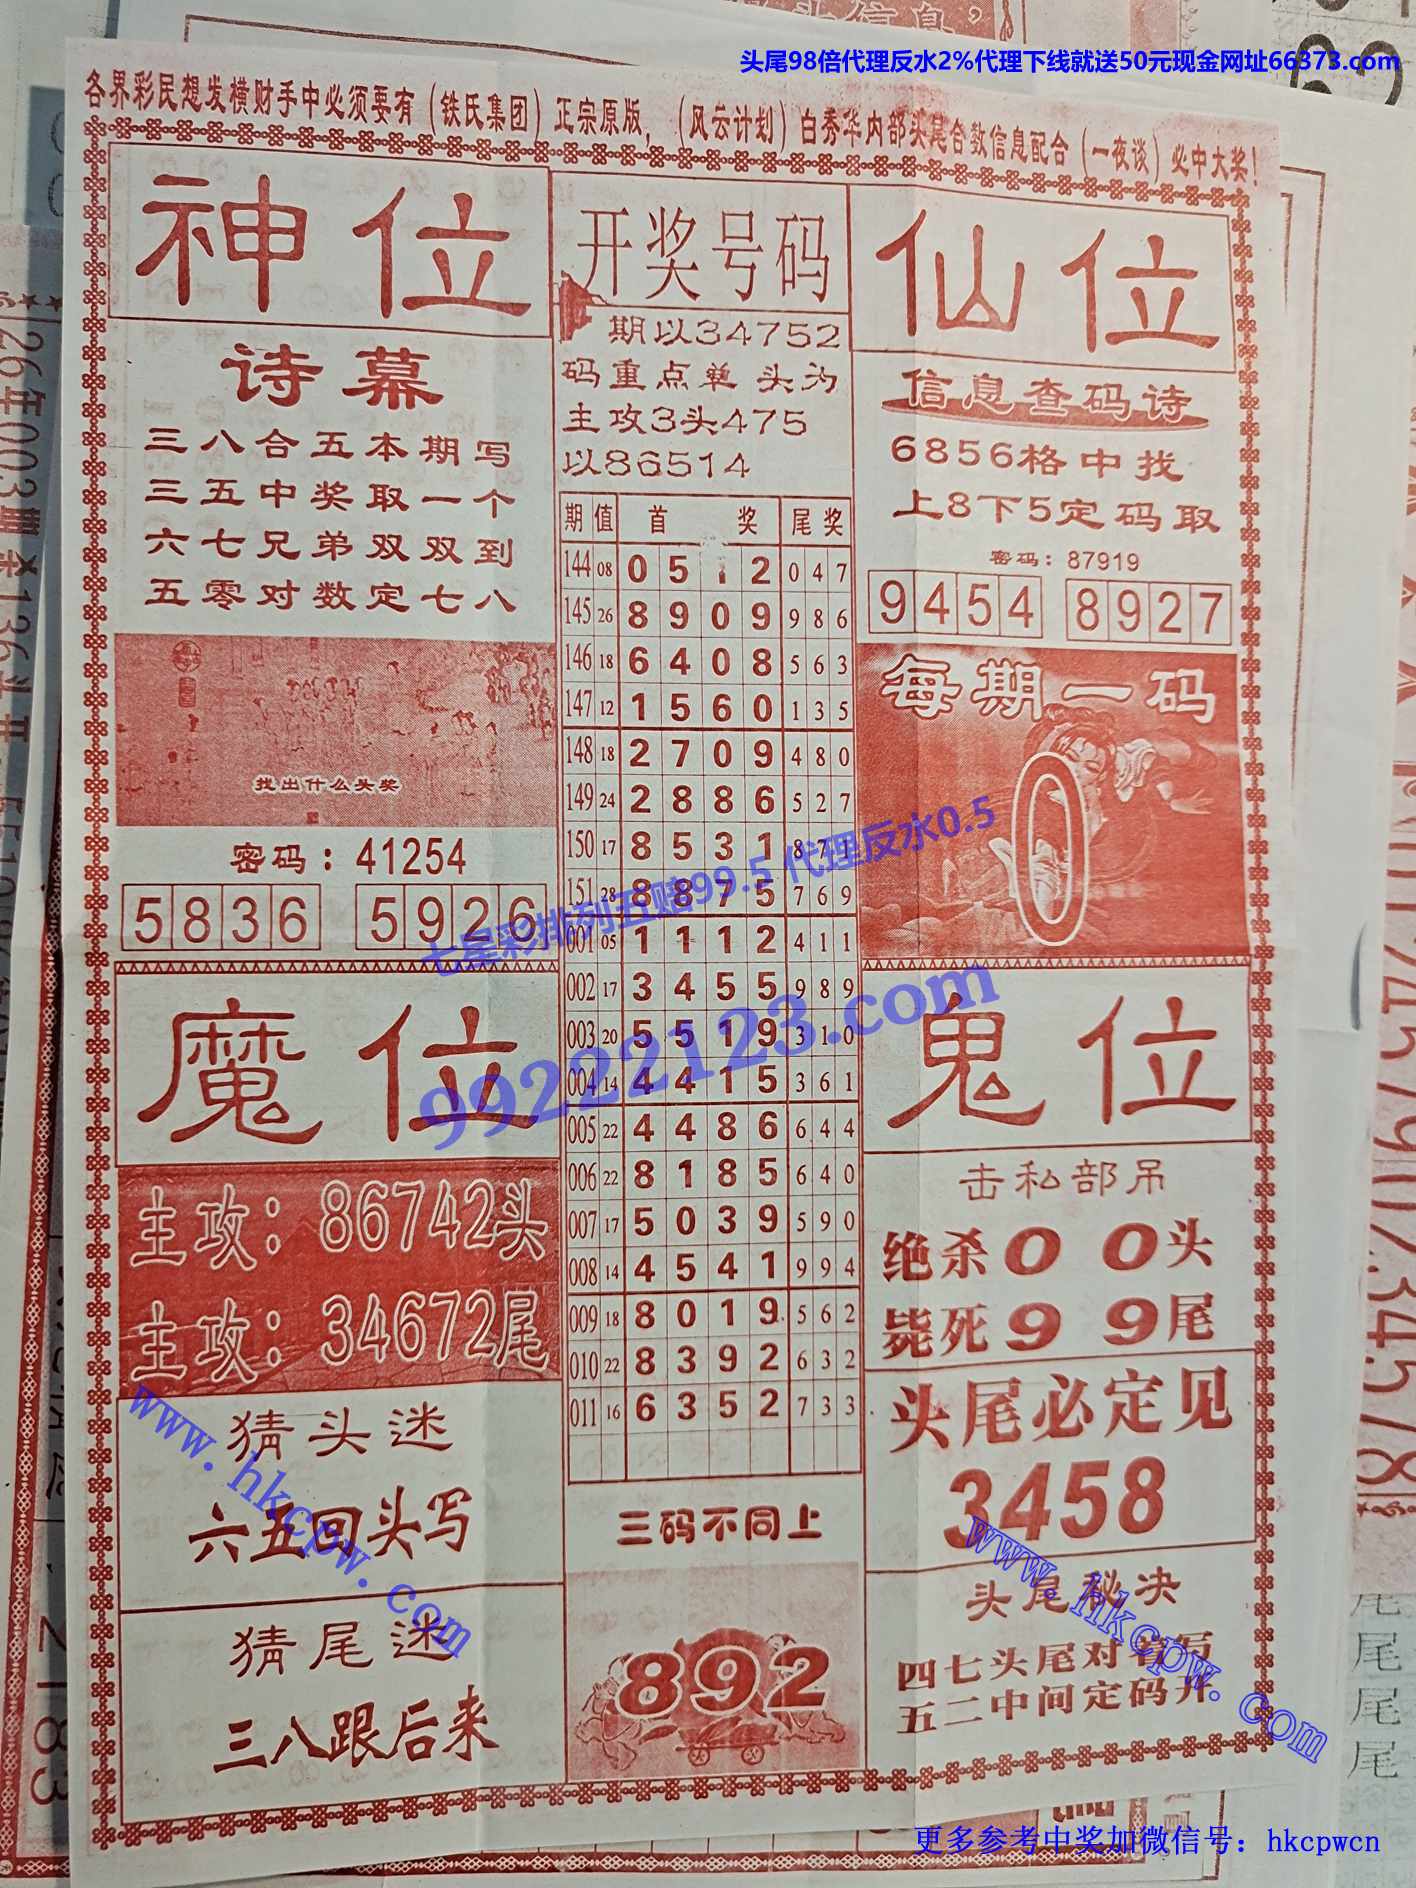 头尾98倍代理反水2%代理下线就送50元现金网址66373.com
各界彩民想发横财手中必须要有（铁氏集团）正宗原版，（风云计划）白秀华内部头尾合数信息配合（一夜谈）必中大奖！
神位
诗幕
三八合五本期写
三五中奖取一个
六七兄弟双双到
五零对数定七八
找出什么头奖
密码：41254
5836 5926
魔位
主攻：86742头
主攻：34672尾
猜头迷
六五回头写
猜尾迷
三八跟后来
开奖号码
期以34752
码重点单头为
主攻3头475
以86514
期 值 首奖 尾奖
144 08 0 5 1 2 0 4 7
145 26 8 9 0 9 9 8 6
146 18 6 4 0 8 5 6 3
147 12 1 5 6 0 1 3 5
148 18 2 7 0 9 4 8 0
149 24 2 8 8 6 5 2 7
150 17 8 5 3 1 8 7 1
151 28 8 8 7 5 7 6 9
001 05 1 1 1 2 4 1 1
002 17 3 4 5 5 9 8 9
003 20 5 5 1 9 3 1 0
004 14 4 4 1 5 3 6 1
005 22 4 4 8 6 6 4 4
006 22 8 1 8 5 6 4 0
007 17 5 0 3 9 5 9 0
008 14 4 5 4 1 9 9 4
009 18 8 0 1 9 5 6 2
010 22 8 3 9 2 6 3 2
011 16 6 3 5 2 7 3 3
三码不同上
892
仙位
信息查码诗
6856格中找
上8下5定码取
密码：87919
9454 8927
每期一码
0
鬼位
击私部吊
绝杀0 0头
毙死9 9尾
头尾必定见
3458
头尾秘决
四七头尾对着写
五二中间定码开
七星彩排列五赔99.5 代理反水0.5
99222123.com
www.hkcpw.com
www.hkcpw.com
更多参考中奖加微信号：hkcpwcn